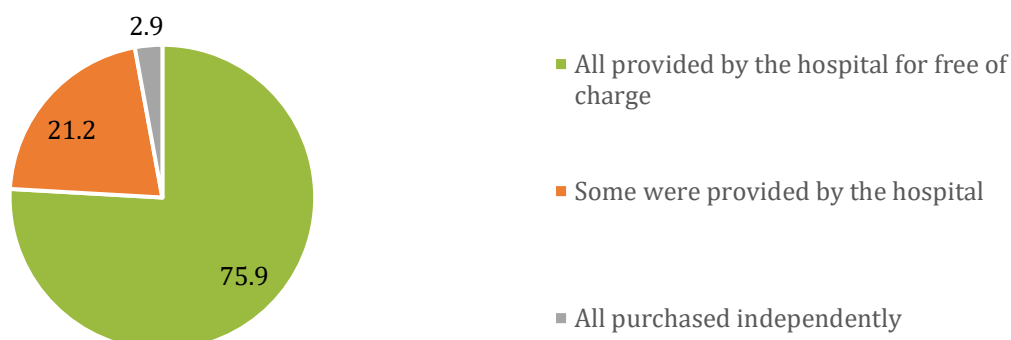 2.9
21.2
75.9
All provided by the hospital for free of
charge
Some were provided by the hospital
All purchased independently